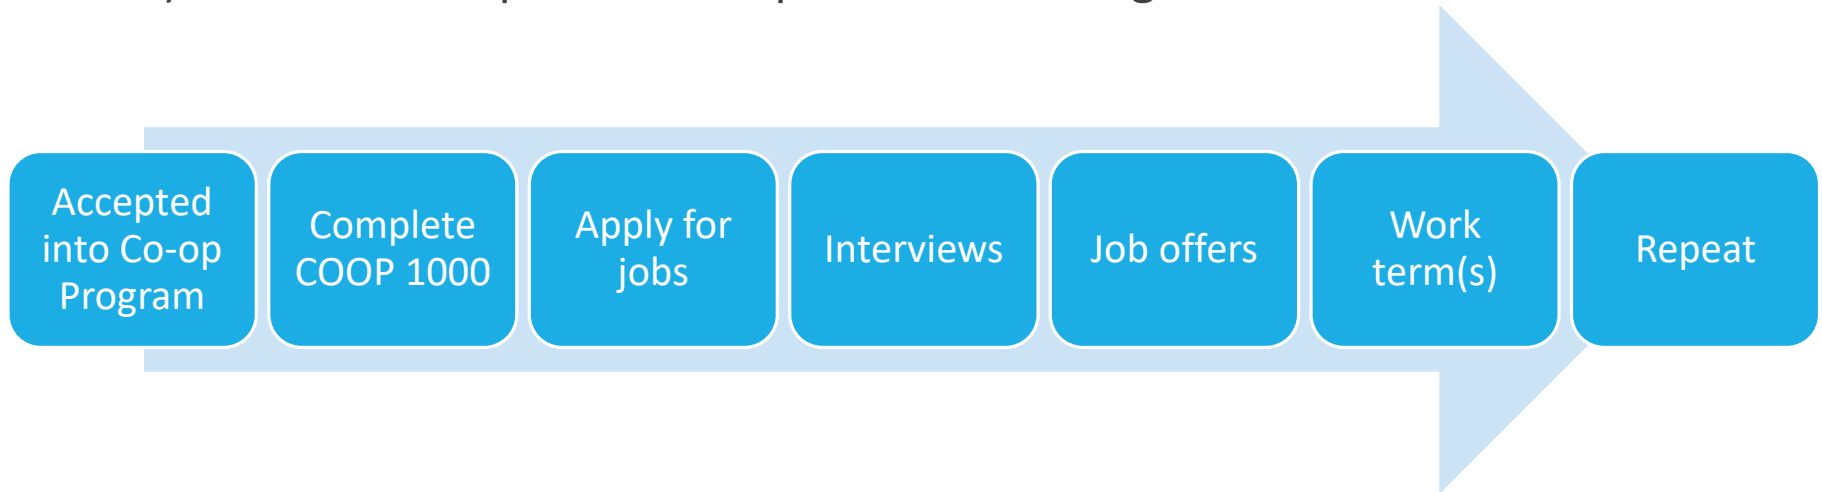 Accepted
into Co-op
Program
Complete
COOP 1000
Apply for
jobs
Interviews
Job offers
Work
term(s)
Repeat